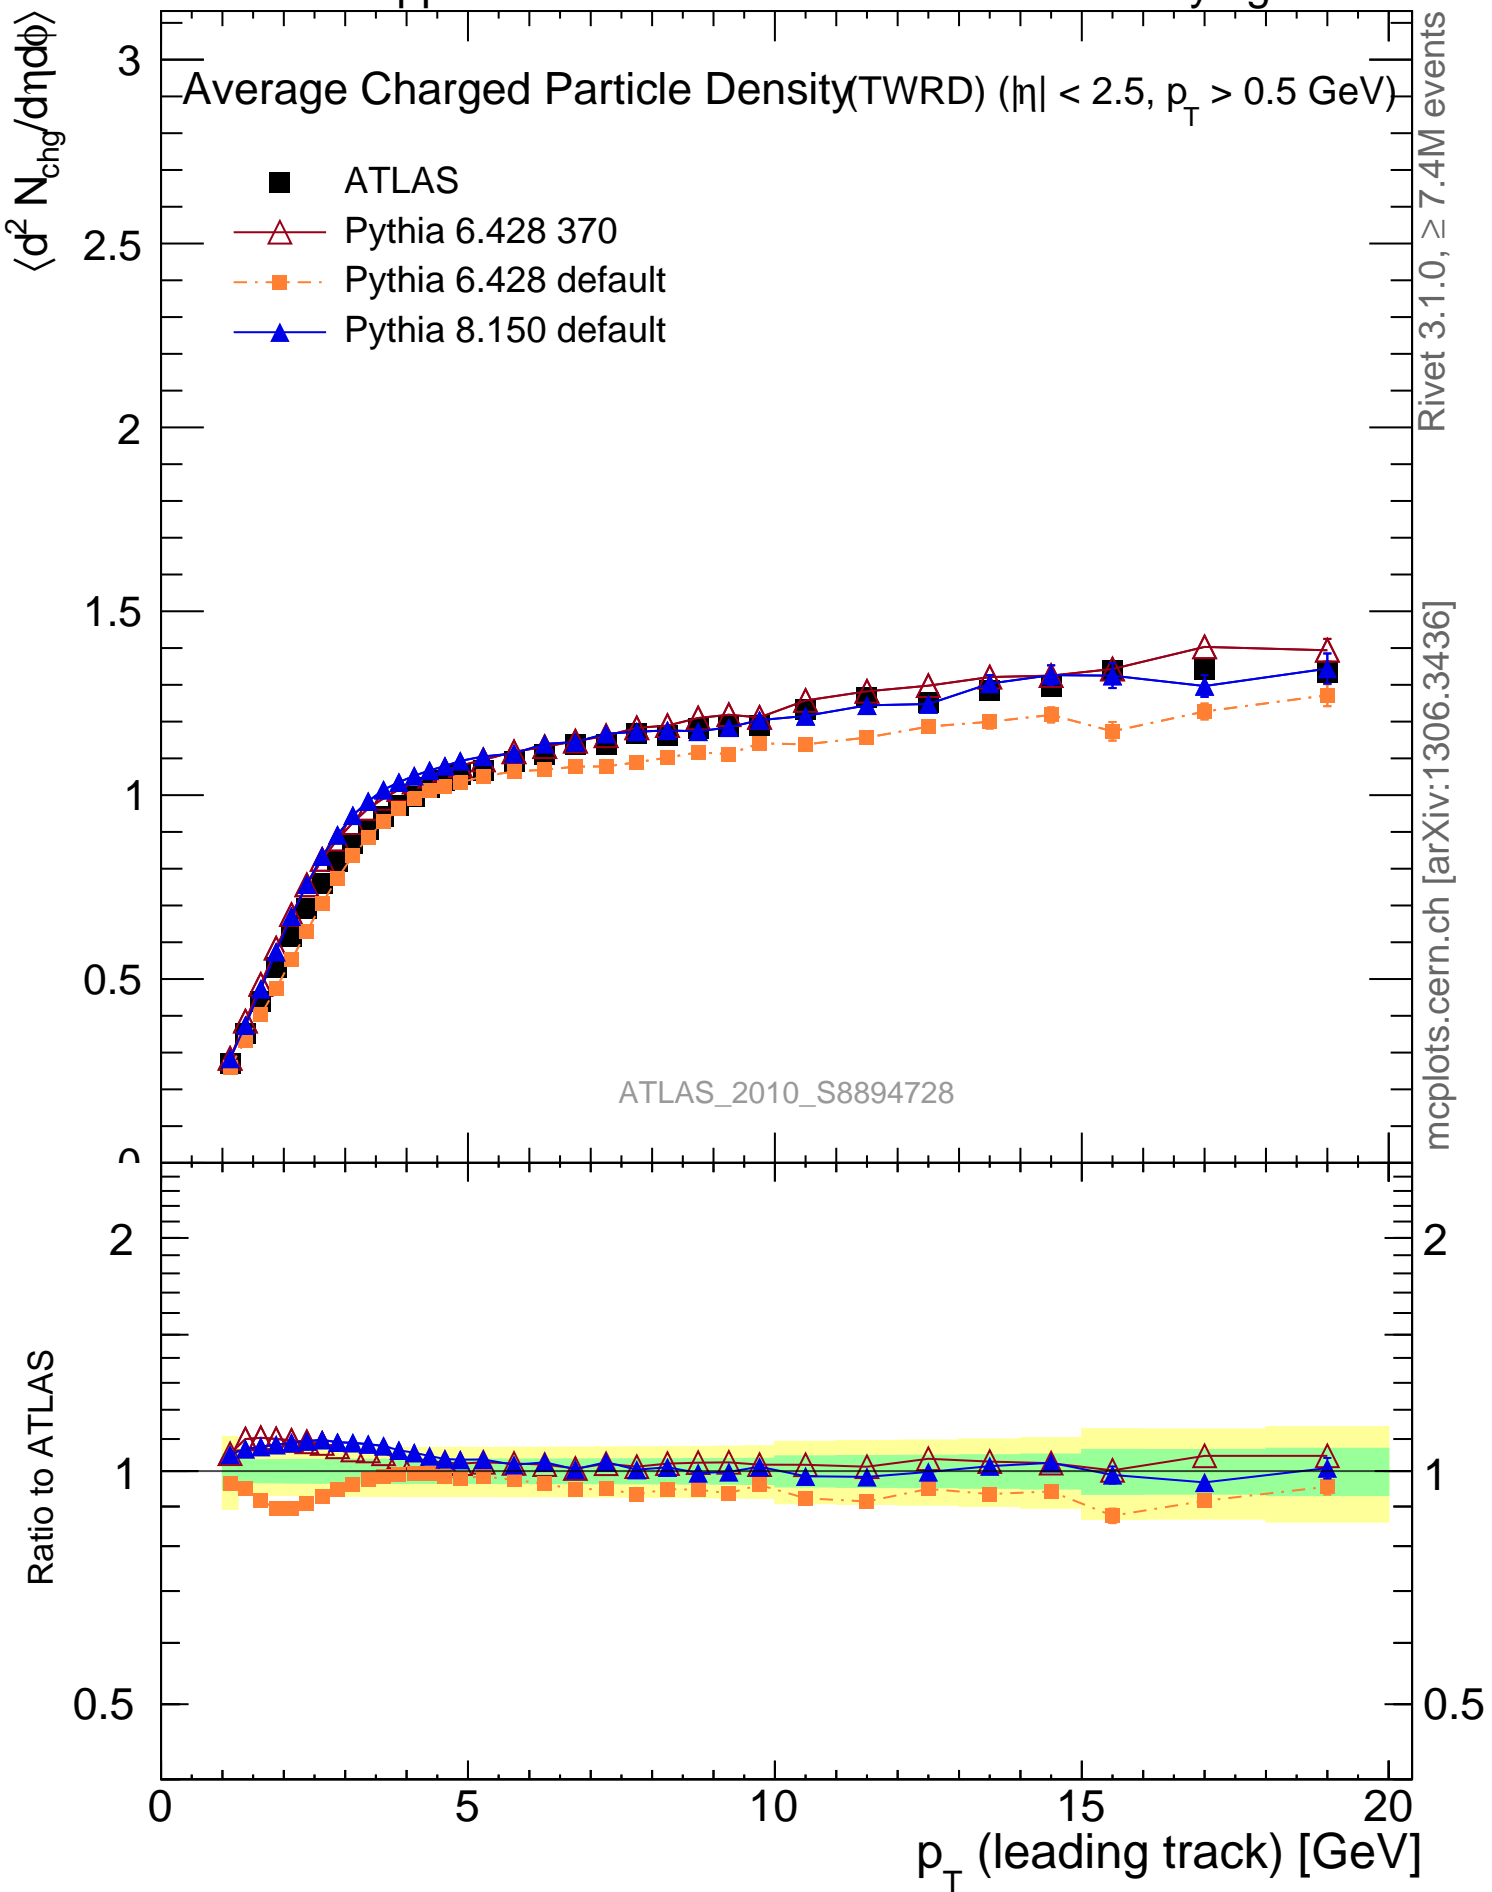 Average Charged Particle Density (TWRD) (|η| < 2.5, p_T > 0.5 GeV)
⟨d² N_chg/dηdϕ⟩
ATLAS
Pythia 6.428 370
Pythia 6.428 default
Pythia 8.150 default
3
2.5
2
1.5
1
0.5
0
ATLAS_2010_S8894728
Rivet 3.1.0, ≥ 7.4M events
mcplots.cern.ch [arXiv:1306.3436]
Ratio to ATLAS
2
1
0.5
2
1
0.5
0 5 10 15 20
p_T (leading track) [GeV]